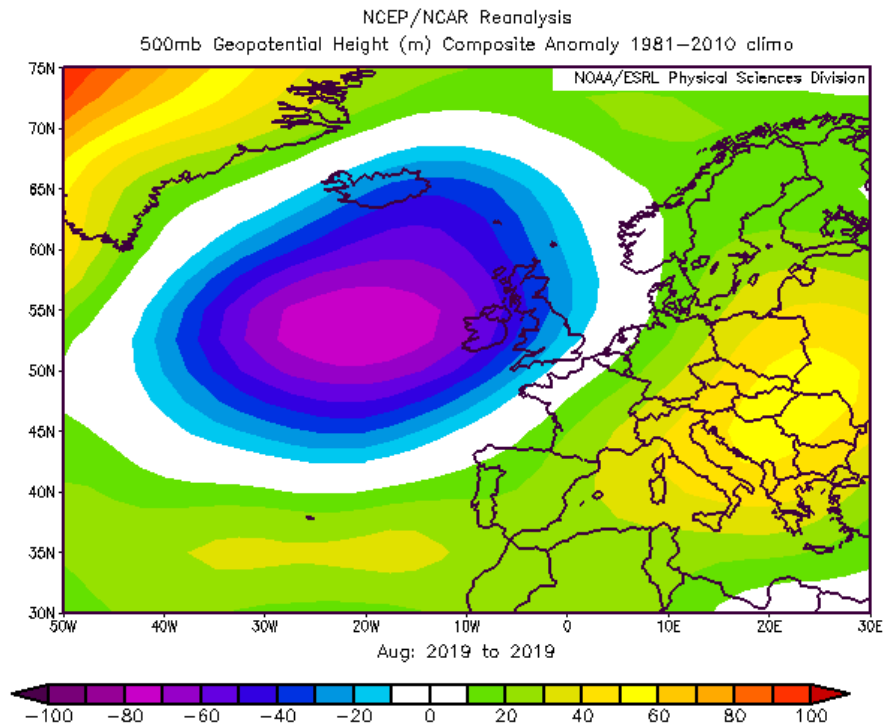 NCEP/NCAR Reanalysis
500mb Geopotential Height (m) Composite Anomaly 1981-2010 climo
NOAA/ESRL Physical Sciences Division
75N
70N
65N
60N
55N
50N
45N
40N
35N
30N
50W 40W 30W 20W 10W 0 10E 20E 30E
Aug: 2019 to 2019
-100 -80 -60 -40 -20 0 20 40 60 80 100